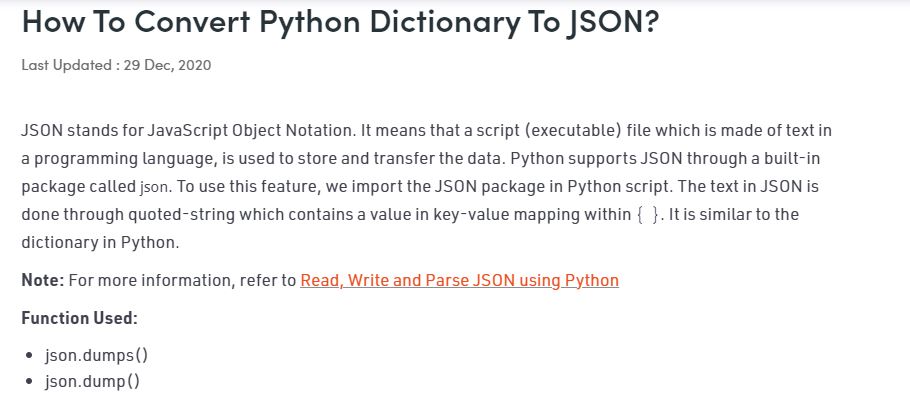 How To Convert Python Dictionary To JSON?
Last Updated : 29 Dec, 2020
JSON stands for JavaScript Object Notation. It means that a script (executable) file which is made of text in
a programming language, is used to store and transfer the data. Python supports JSON through a built-in
package called json. To use this feature, we import the JSON package in Python script. The text in JSON is
done through quoted-string which contains a value in key-value mapping within { }. It is similar to the
dictionary in Python.
Note: For more information, refer to Read, Write and Parse JSON using Python
Function Used:
• json.dumps()
• json.dump()